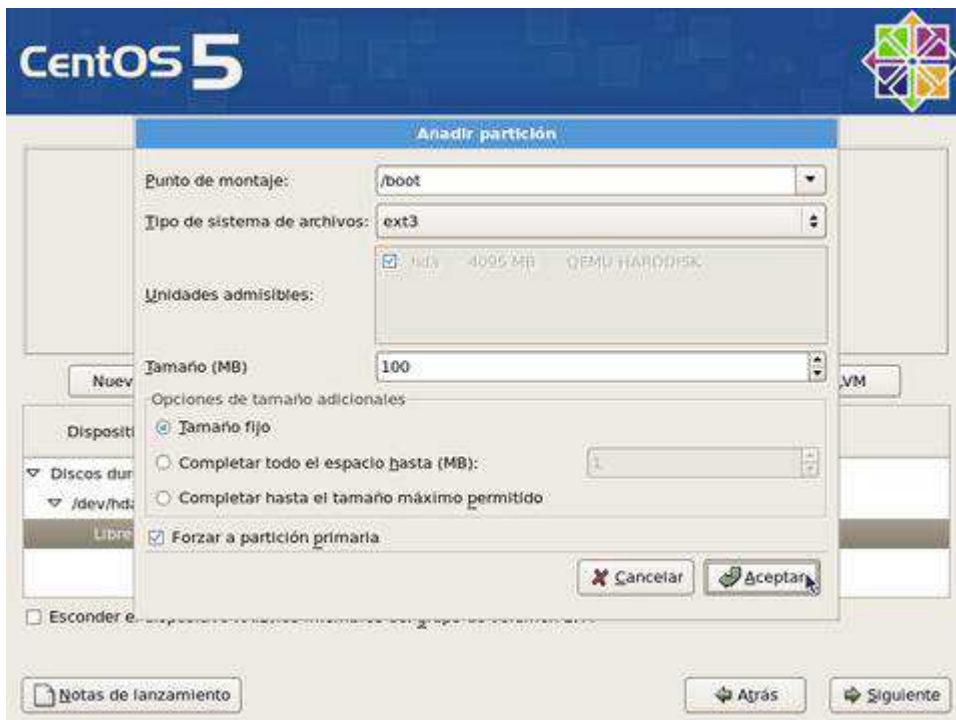 CentOS 5
Añadir partición
Punto de montaje:
/boot
Tipo de sistema de archivos:
ext3
Unidades admisibles:
hda 4095 MB QEMU HARDDISK
Tamaño (MB)
100
Nuev
LVM
Opciones de tamaño adicionales
Dispositi
Tamaño fijo
Completar todo el espacio hasta (MB):
1
Discos dur
Completar hasta el tamaño máximo permitido
/dev/hda
Libre
Forzar a partición primaria
Cancelar
Aceptar
Esconder e
Notas de lanzamiento
Atrás
Siguiente